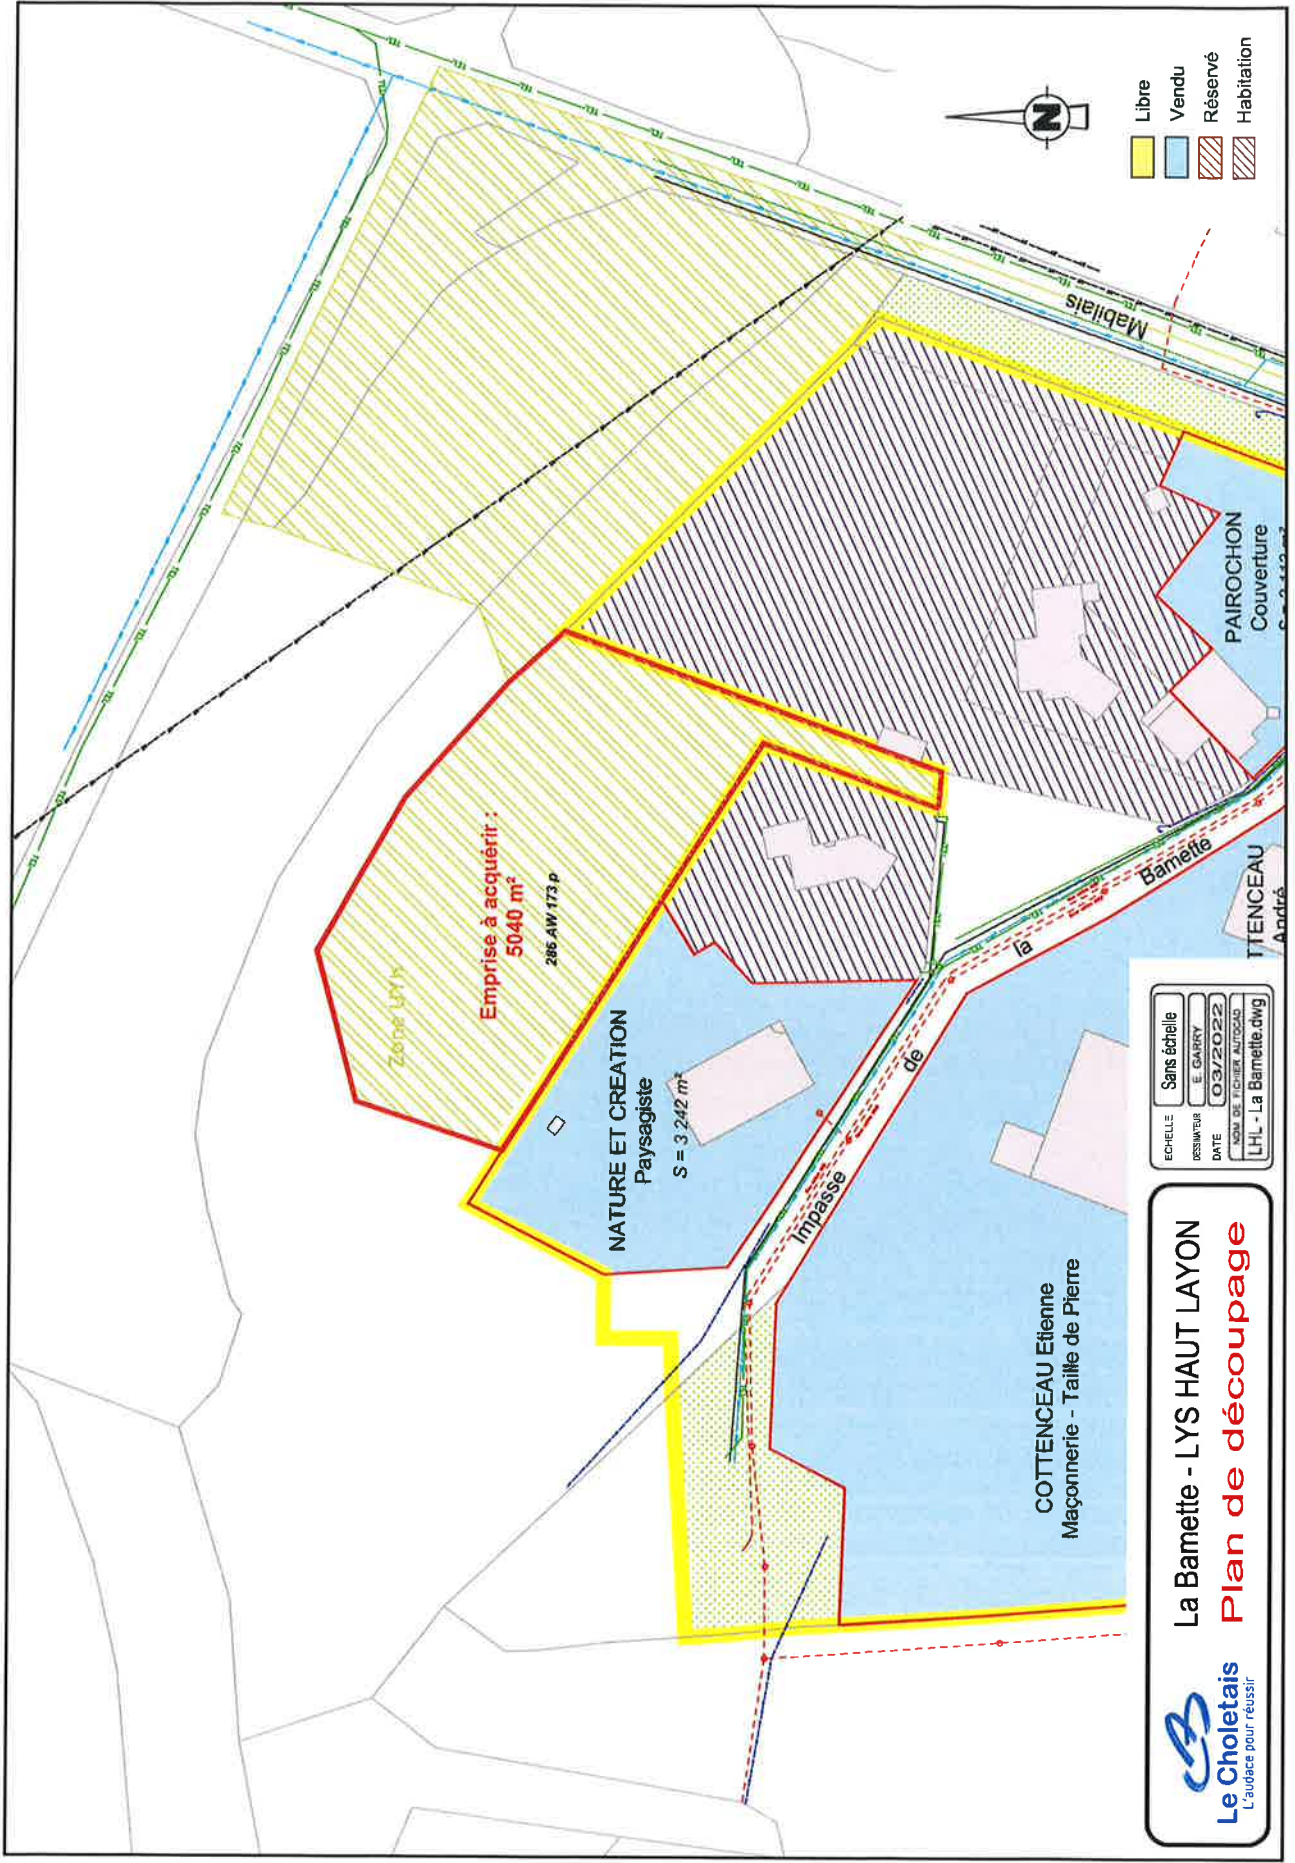 Libre
Vendu
Réservé
Habitation
N
Mabilais
Zone UYh
Emprise à acquérir :
5040 m²
286 AW 173 p
NATURE ET CREATION
Paysagiste
S = 3 242 m²
PAIROCHON
Couverture
Impasse
de
la
Bamette
TTENCEAU
André
COTTENCEAU Etienne
Maçonnerie - Taille de Pierre
ECHELLE
Sans échelle
DESSINATEUR
E. GARRY
DATE
03/2022
NOM DE FICHIER AUTOCAD
LHL - La Bamette.dwg
Le Choletais
L'audace pour réussir
La Bamette - LYS HAUT LAYON
Plan de découpage